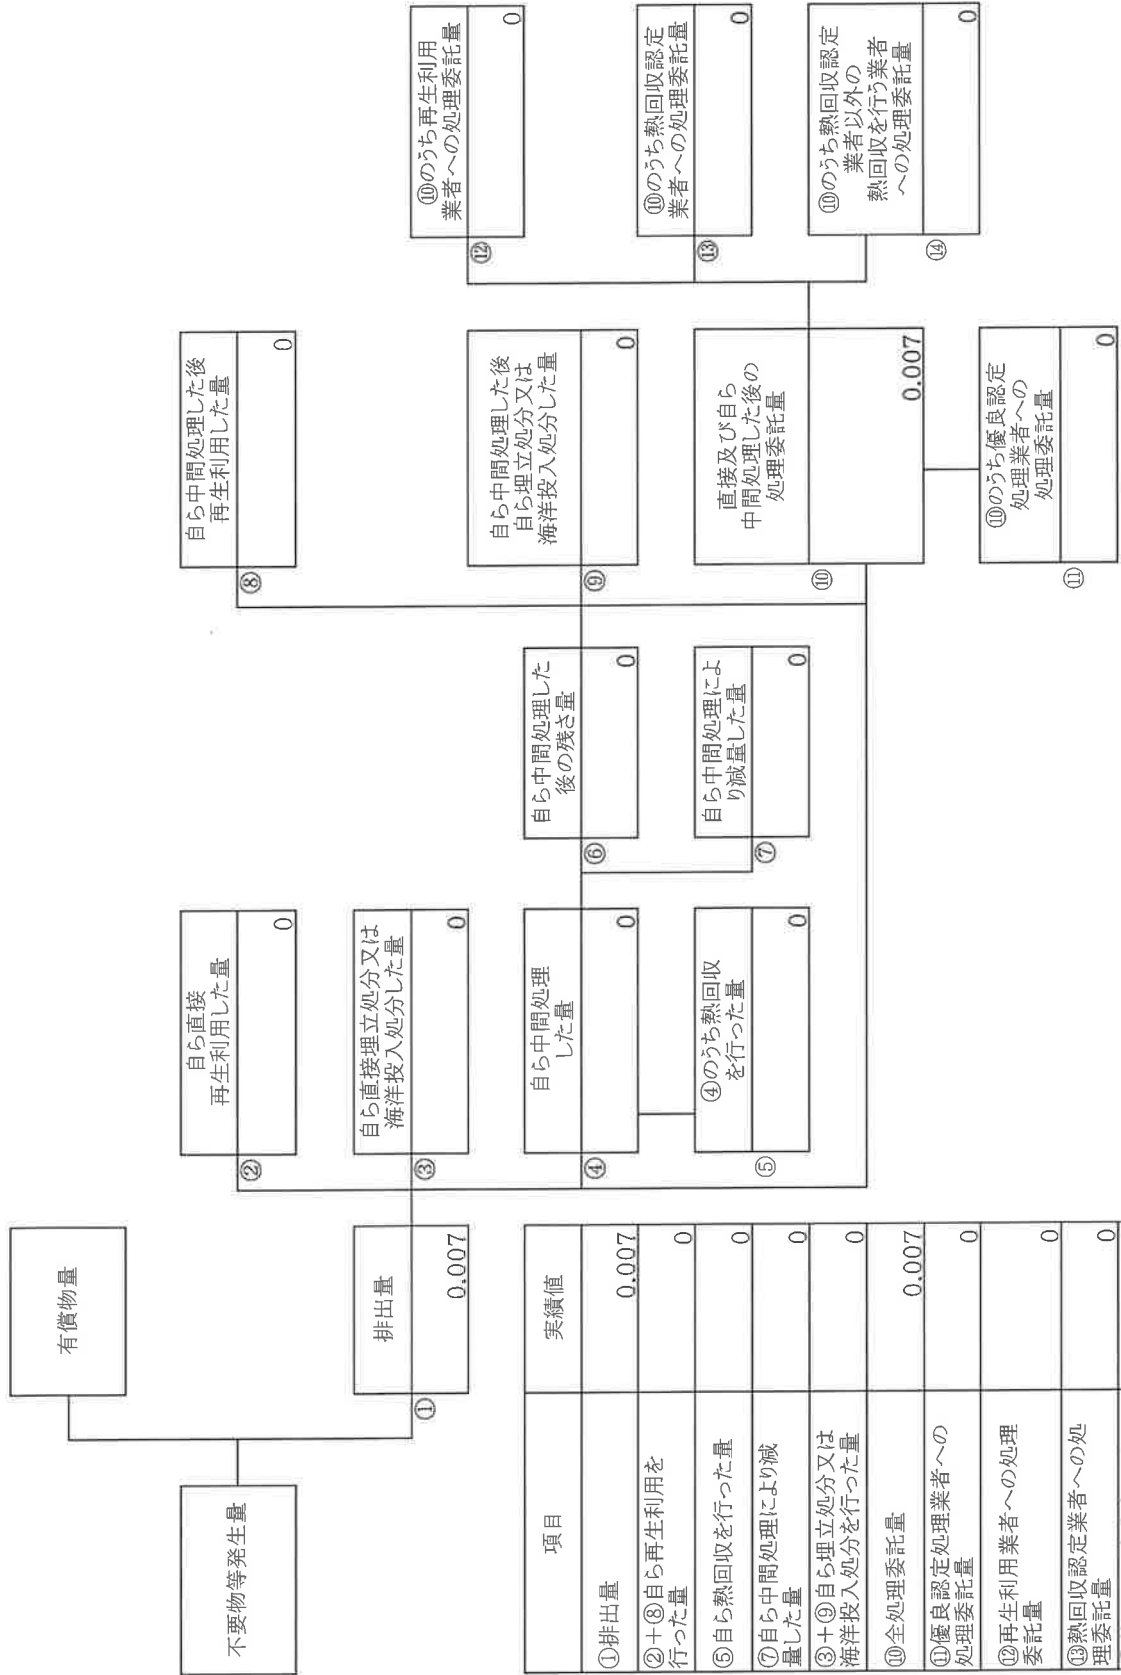 不要物等発生量
有償物量
排出量
①
0.007
自ら直接
再生利用した量
②
0
自ら直接埋立処分又は
海洋投入処分した量
③
0
自ら中間処理
した量
④
0
④のうち熱回収
を行った量
⑤
0
自ら中間処理した
後の残さ量
⑥
0
自ら中間処理によ
り減量した量
⑦
0
自ら中間処理した後
再生利用した量
⑧
0
自ら中間処理した後
自ら埋立処分又は
海洋投入処分した量
⑨
0
直接及び自ら
中間処理した後の
処理委託量
⑩
0.007
⑩のうち優良認定
処理業者への
処理委託量
⑪
0
⑩のうち再生利用
業者への処理委託量
⑫
0
⑩のうち熱回収認定
業者への処理委託量
⑬
0
⑩のうち熱回収認定
業者以外の
熱回収を行う業者
への処理委託量
⑭
0
項目 実績値
①排出量 0.007
②+⑧自ら再生利用を
行った量 0
⑤自ら熱回収を行った量 0
⑦自ら中間処理により減
量した量 0
③+⑨自ら埋立処分又は
海洋投入処分を行った量 0
⑩全処理委託量 0.007
⑪優良認定処理業者への
処理委託量 0
⑫再生利用業者への処理
委託量 0
⑬熱回収認定業者への処
理委託量 0